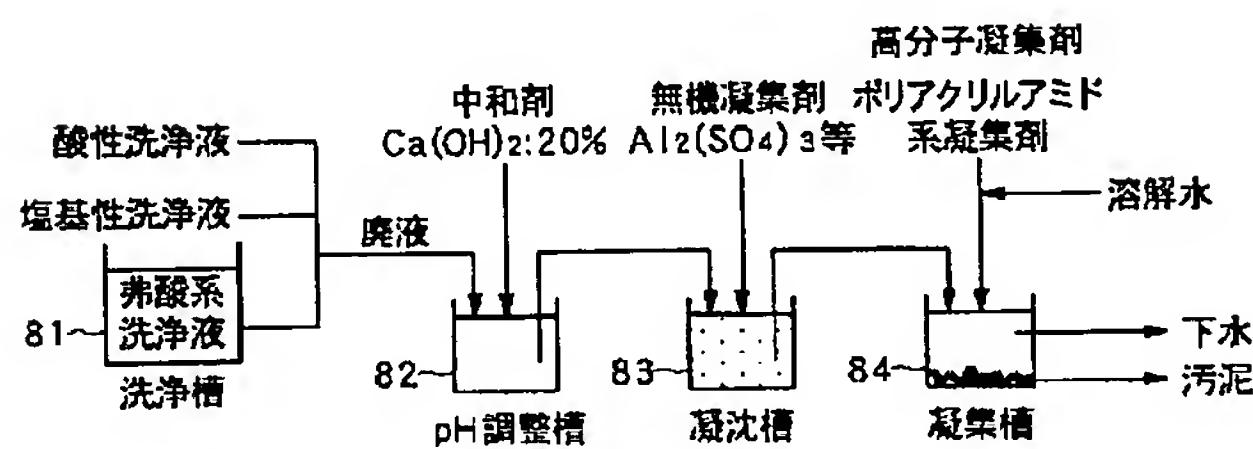 高分子凝集剤
中和剤
無機凝集剤
ポリアクリルアミド
酸性洗浄液
Ca(OH)2:20%
Al2(SO4)3等
系凝集剤
塩基性洗浄液
溶解水
廃液
弗酸系
洗浄液
81
下水
82
83
84
汚泥
洗浄槽
pH調整槽
凝沈槽
凝集槽